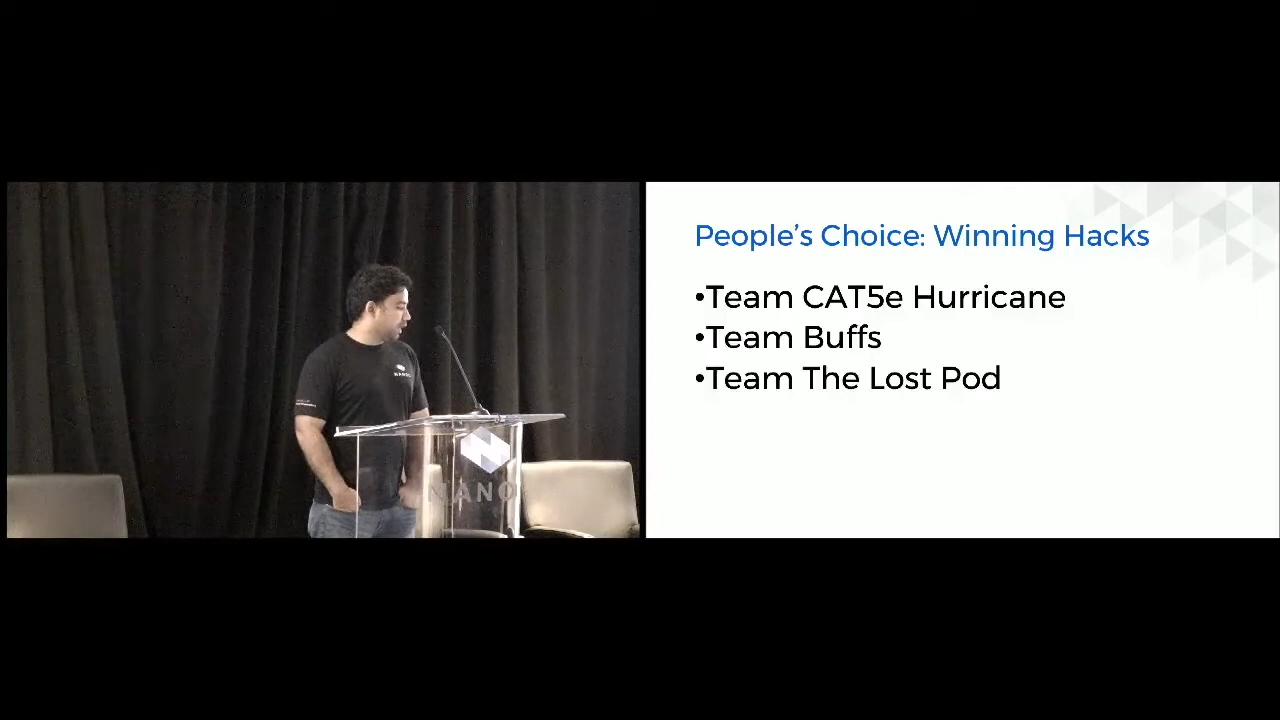 People's Choice: Winning Hacks
•Team CAT5e Hurricane
•Team Buffs
•Team The Lost Pod
NANO